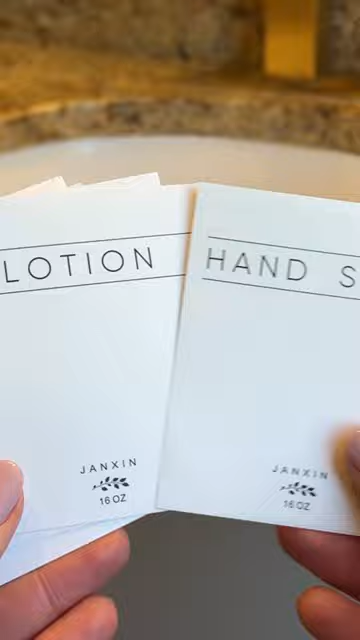 LOTION
JANXIN
16 OZ
HAND S
JANXIN
16 OZ